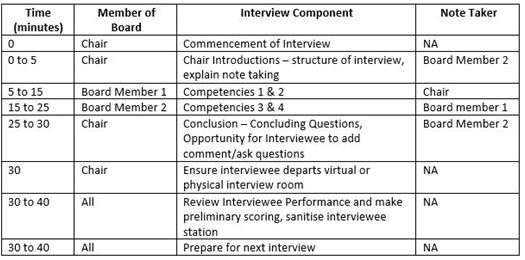 Time (minutes) Member of Board Interview Component Note Taker
0 Chair Commencement of Interview NA
0 to 5 Chair Chair Introductions – structure of interview, explain note taking Board Member 2
5 to 15 Board Member 1 Competencies 1 & 2 Chair
15 to 25 Board Member 2 Competencies 3 & 4 Board member 1
25 to 30 Chair Conclusion – Concluding Questions, Opportunity for Interviewee to add comment/ask questions Board Member 2
30 Chair Ensure interviewee departs virtual or physical interview room NA
30 to 40 All Review Interviewee Performance and make preliminary scoring, sanitise interviewee station NA
30 to 40 All Prepare for next interview NA